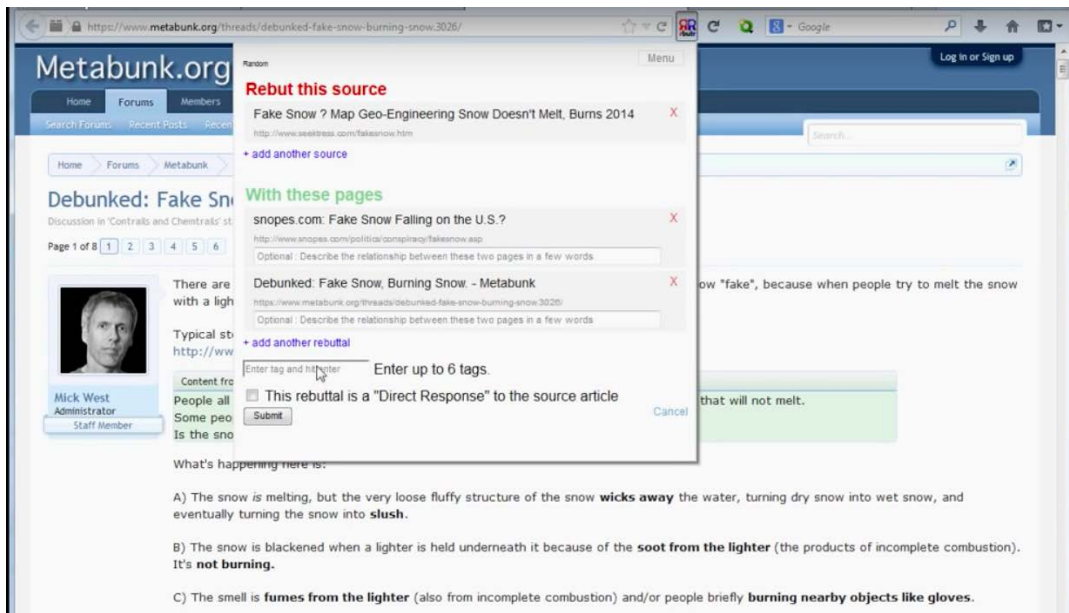 https://www.metabunk.org/threads/debunked-fake-snow-burning-snow.3026/
rbutr
Google
Metabunk.org
Log in or Sign up
Home Forums Members
Search Forums Recent Posts Recen
Search...
Home Forums Metabunk
Random
Menu
Rebut this source
Fake Snow ? Map Geo-Engineering Snow Doesn't Melt, Burns 2014 X
http://www.seektress.com/fakesnow.htm
+ add another source
With these pages
snopes.com: Fake Snow Falling on the U.S.? X
http://www.snopes.com/politics/conspiracy/fakesnow.asp
Optional : Describe the relationship between these two pages in a few words
Debunked: Fake Snow, Burning Snow. - Metabunk X
https://www.metabunk.org/threads/debunked-fake-snow-burning-snow.3026/
Optional : Describe the relationship between these two pages in a few words
+ add another rebuttal
Enter tag and hit enter Enter up to 6 tags.
This rebuttal is a "Direct Response" to the source article
Submit
Cancel
Debunked: Fake Sn
Discussion in 'Contrails and Chemtrails' st
Page 1 of 8 1 2 3 4 5 6
There are ow "fake", because when people try to melt the snow
with a ligh
Typical sto
http://ww
Content fro
People all that will not melt.
Some peo
Is the sno
Mick West
Administrator
Staff Member
What's happening here is:
A) The snow is melting, but the very loose fluffy structure of the snow wicks away the water, turning dry snow into wet snow, and
eventually turning the snow into slush.
B) The snow is blackened when a lighter is held underneath it because of the soot from the lighter (the products of incomplete combustion).
It's not burning.
C) The smell is fumes from the lighter (also from incomplete combustion) and/or people briefly burning nearby objects like gloves.